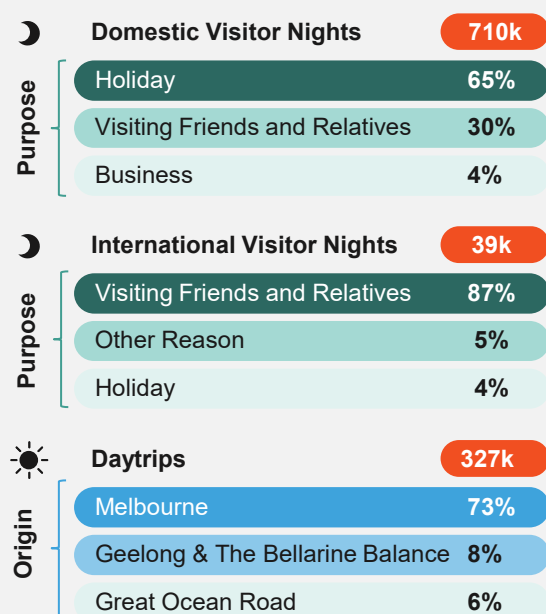 Domestic Visitor Nights 710k
Purpose
Holiday 65%
Visiting Friends and Relatives 30%
Business 4%
International Visitor Nights 39k
Purpose
Visiting Friends and Relatives 87%
Other Reason 5%
Holiday 4%
Daytrips 327k
Origin
Melbourne 73%
Geelong & The Bellarine Balance 8%
Great Ocean Road 6%